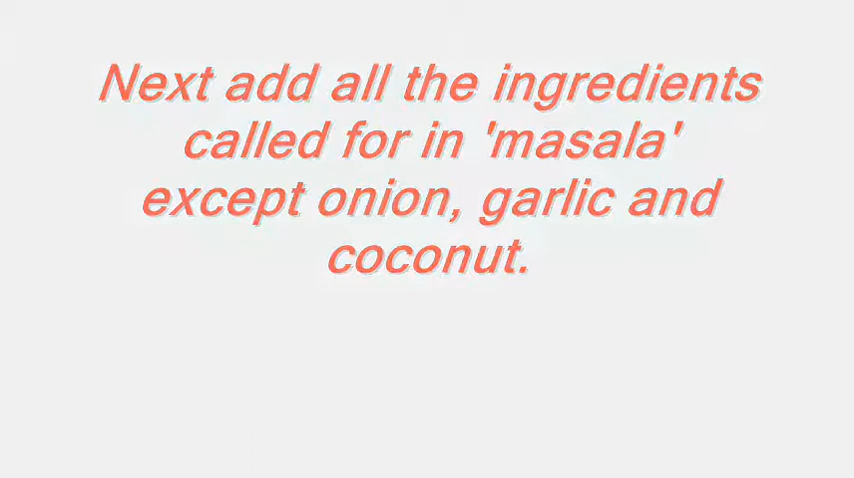 Next add all the ingredients
called for in 'masala'
except onion, garlic and
coconut.